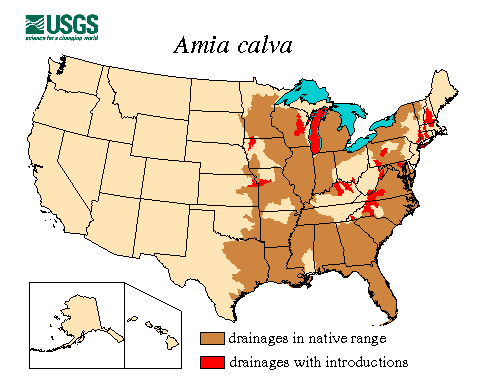 USGS
science for a changing world
Amia calva
drainages in native range
drainages with introductions